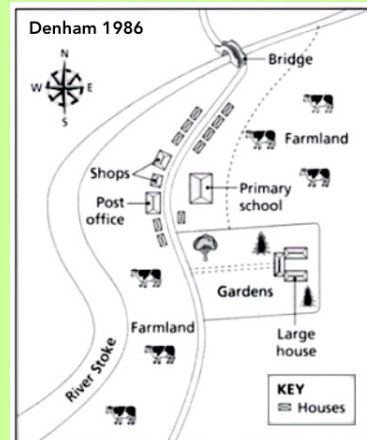 Denham 1986
N
W
E
S
Bridge
Farmland
Shops
Primary
school
Post
office
Gardens
Farmland
Large
house
River Stoke
KEY
Houses